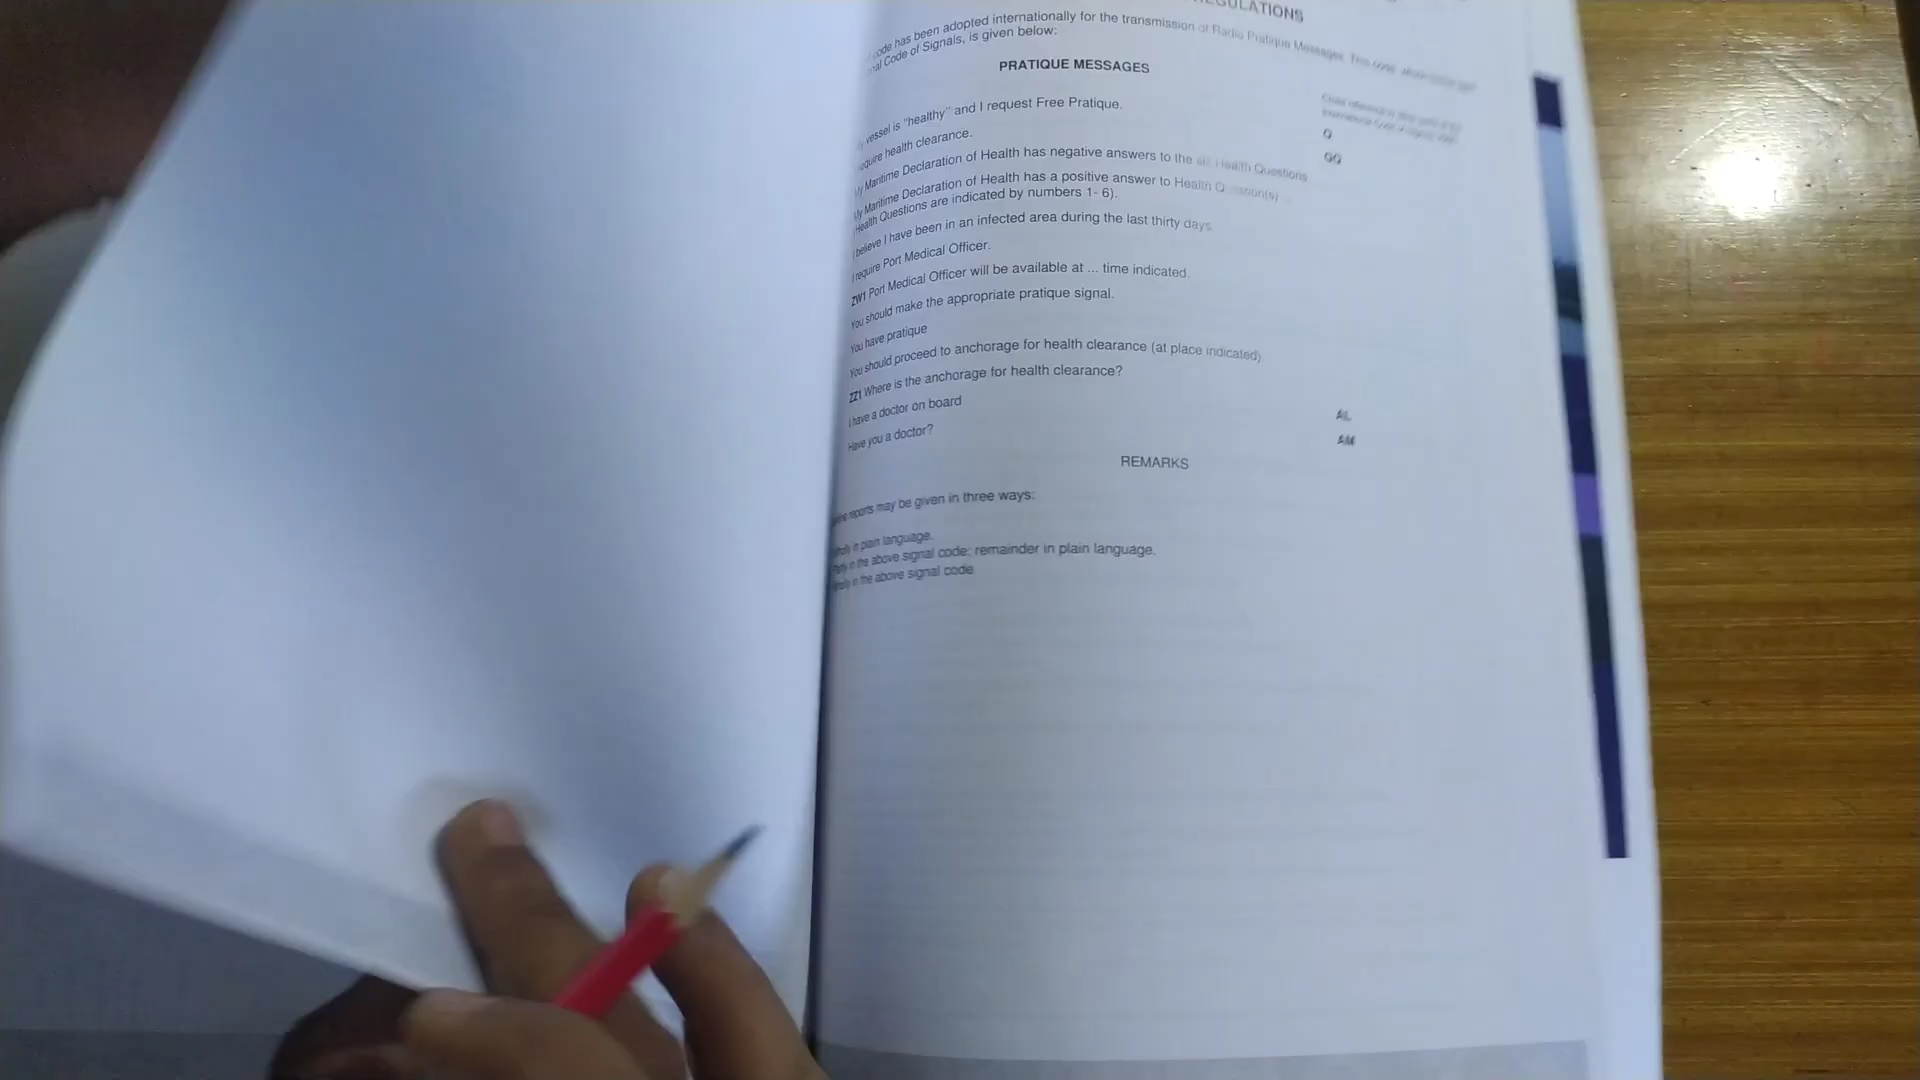 REGULATIONS
code has been adopted internationally for the transmission of Radio Pratique Messages. This code, which
Code of Signals, is given below:
PRATIQUE MESSAGES
vessel is "healthy" and I request Free Pratique.
Q
require health clearance.
QQ
My Maritime Declaration of Health has negative answers to the six Health Questions
My Maritime Declaration of Health has a positive answer to Health Question(s) ...
Health Questions are indicated by numbers 1- 6).
I believe I have been in an infected area during the last thirty days.
I require Port Medical Officer.
ZW1 Port Medical Officer will be available at ... time indicated.
You should make the appropriate pratique signal.
You have pratique
You should proceed to anchorage for health clearance (at place indicated).
ZZ1 Where is the anchorage for health clearance?
I have a doctor on board
AL
Have you a doctor?
AM
REMARKS
reports may be given in three ways:
in plain language.
Partly in the above signal code; remainder in plain language.
in the above signal code